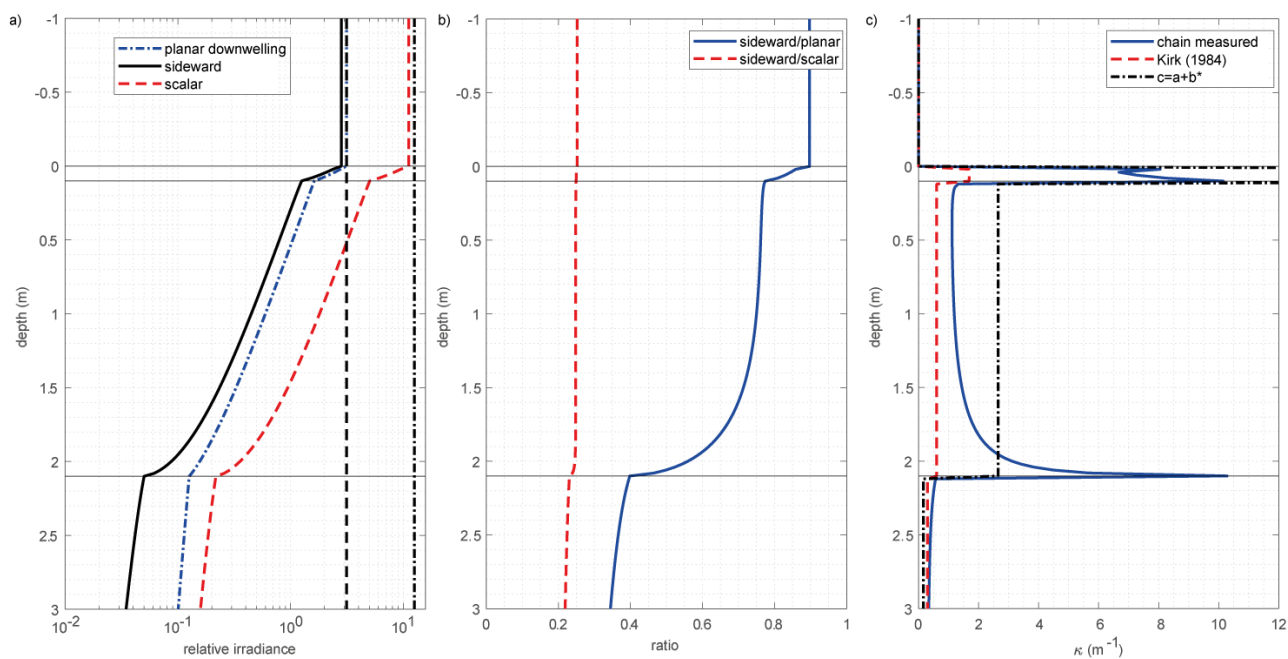 a)
planar downwelling
sideward
scalar
-1
-0.5
0
0.5
1
1.5
2
2.5
3
depth (m)
10-2
10-1
100
101
relative irradiance
b)
sideward/planar
sideward/scalar
-1
-0.5
0
0.5
1
1.5
2
2.5
3
depth (m)
0
0.2
0.4
0.6
0.8
1
ratio
c)
chain measured
Kirk (1984)
c=a+b*
-1
-0.5
0
0.5
1
1.5
2
2.5
3
depth (m)
0
2
4
6
8
10
12
κ (m-1)